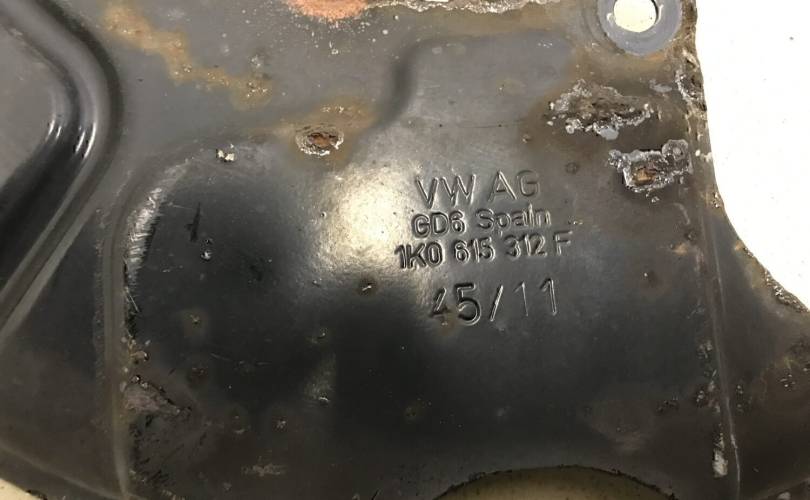 VW AG
GD6 Spain
1K0 615 312 F
45/11